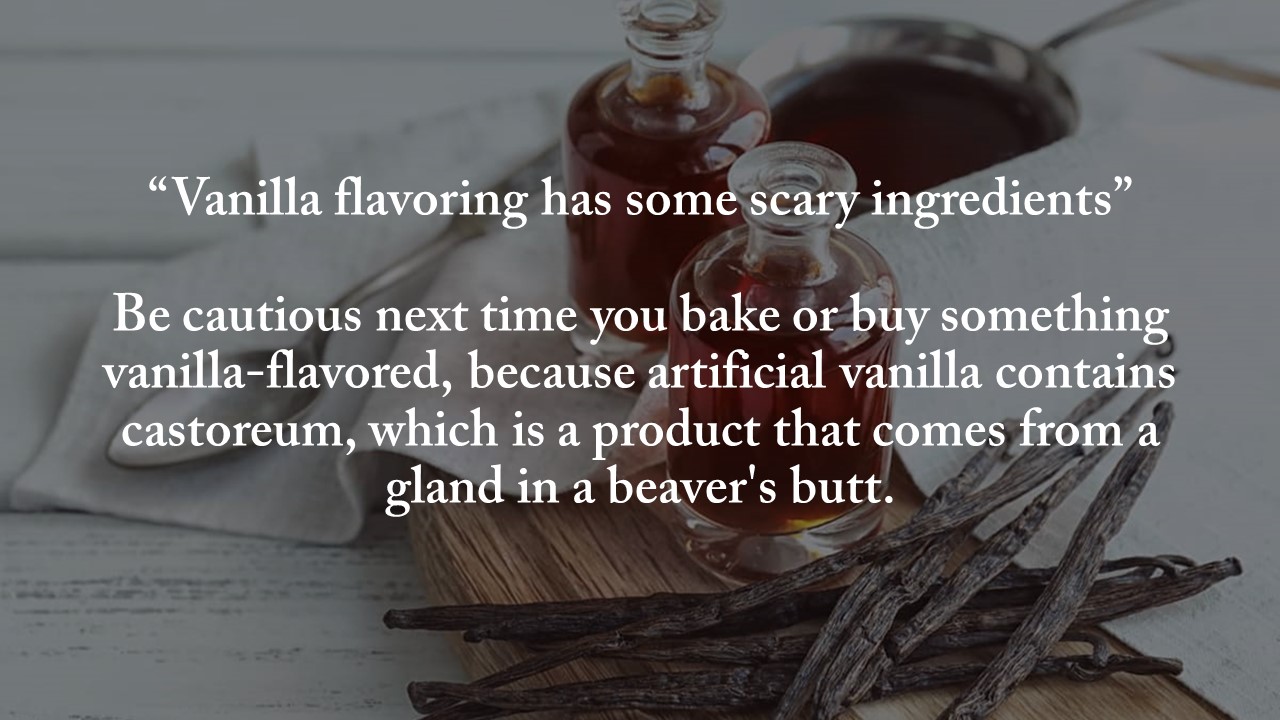 “Vanilla flavoring has some scary ingredients”
Be cautious next time you bake or buy something
vanilla-flavored, because artificial vanilla contains
castoreum, which is a product that comes from a
gland in a beaver's butt.